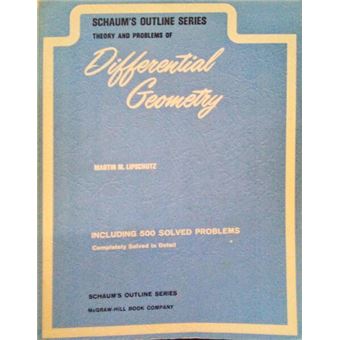 SCHAUM'S OUTLINE SERIES
THEORY AND PROBLEMS OF
Differential
Geometry
MARTIN M. LIPSCHUTZ
INCLUDING 500 SOLVED PROBLEMS
Completely Solved in Detail
SCHAUM'S OUTLINE SERIES
McGRAW-HILL BOOK COMPANY